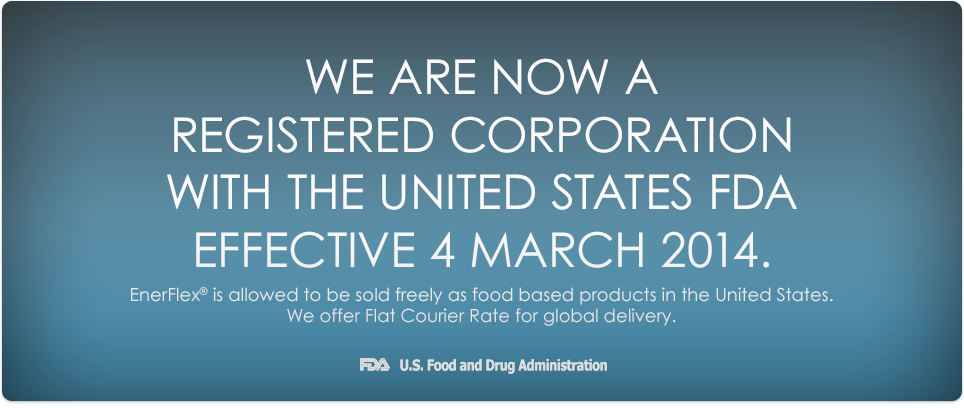 WE ARE NOW A
REGISTERED CORPORATION
WITH THE UNITED STATES FDA
EFFECTIVE 4 MARCH 2014.
EnerFlex® is allowed to be sold freely as food based products in the United States.
We offer Flat Courier Rate for global delivery.
FDA U.S. Food and Drug Administration